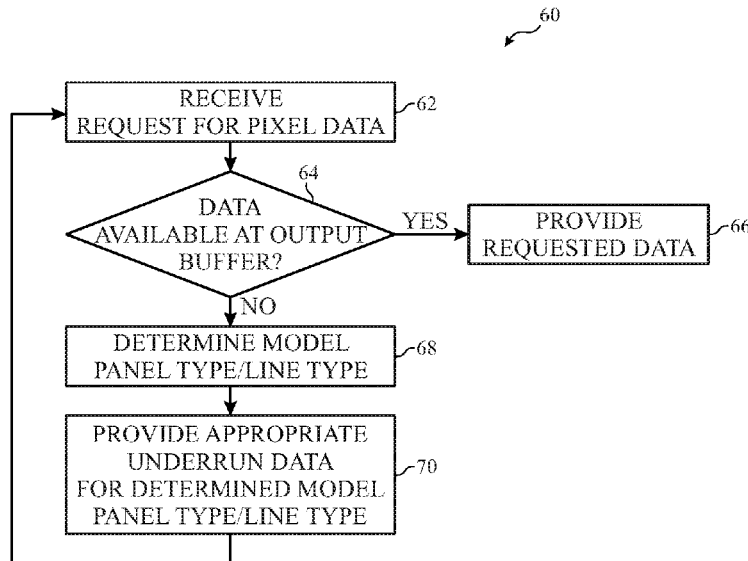 60
RECEIVE
REQUEST FOR PIXEL DATA
62
64
DATA
AVAILABLE AT OUTPUT
BUFFER?
YES
PROVIDE
REQUESTED DATA
66
NO
DETERMINE MODEL
PANEL TYPE/LINE TYPE
68
PROVIDE APPROPRIATE
UNDERRUN DATA
FOR DETERMINED MODEL
PANEL TYPE/LINE TYPE
70